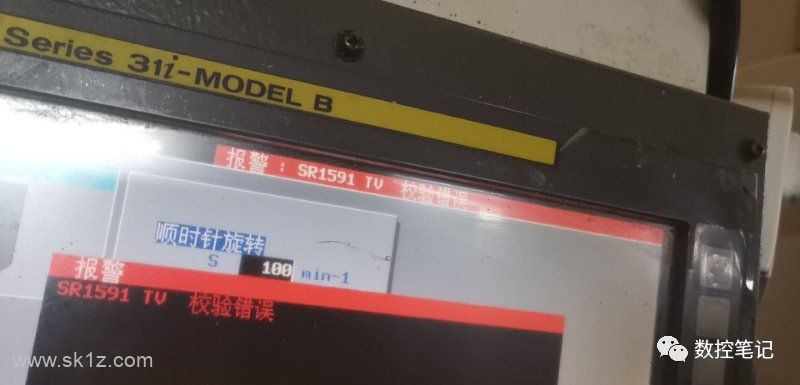 Series 31i-MODEL B
报警 : SR1591 TV 校验错误
顺时针旋转
S 100 min-1
报警
SR1591 TV 校验错误
www.sk1z.com
数控笔记